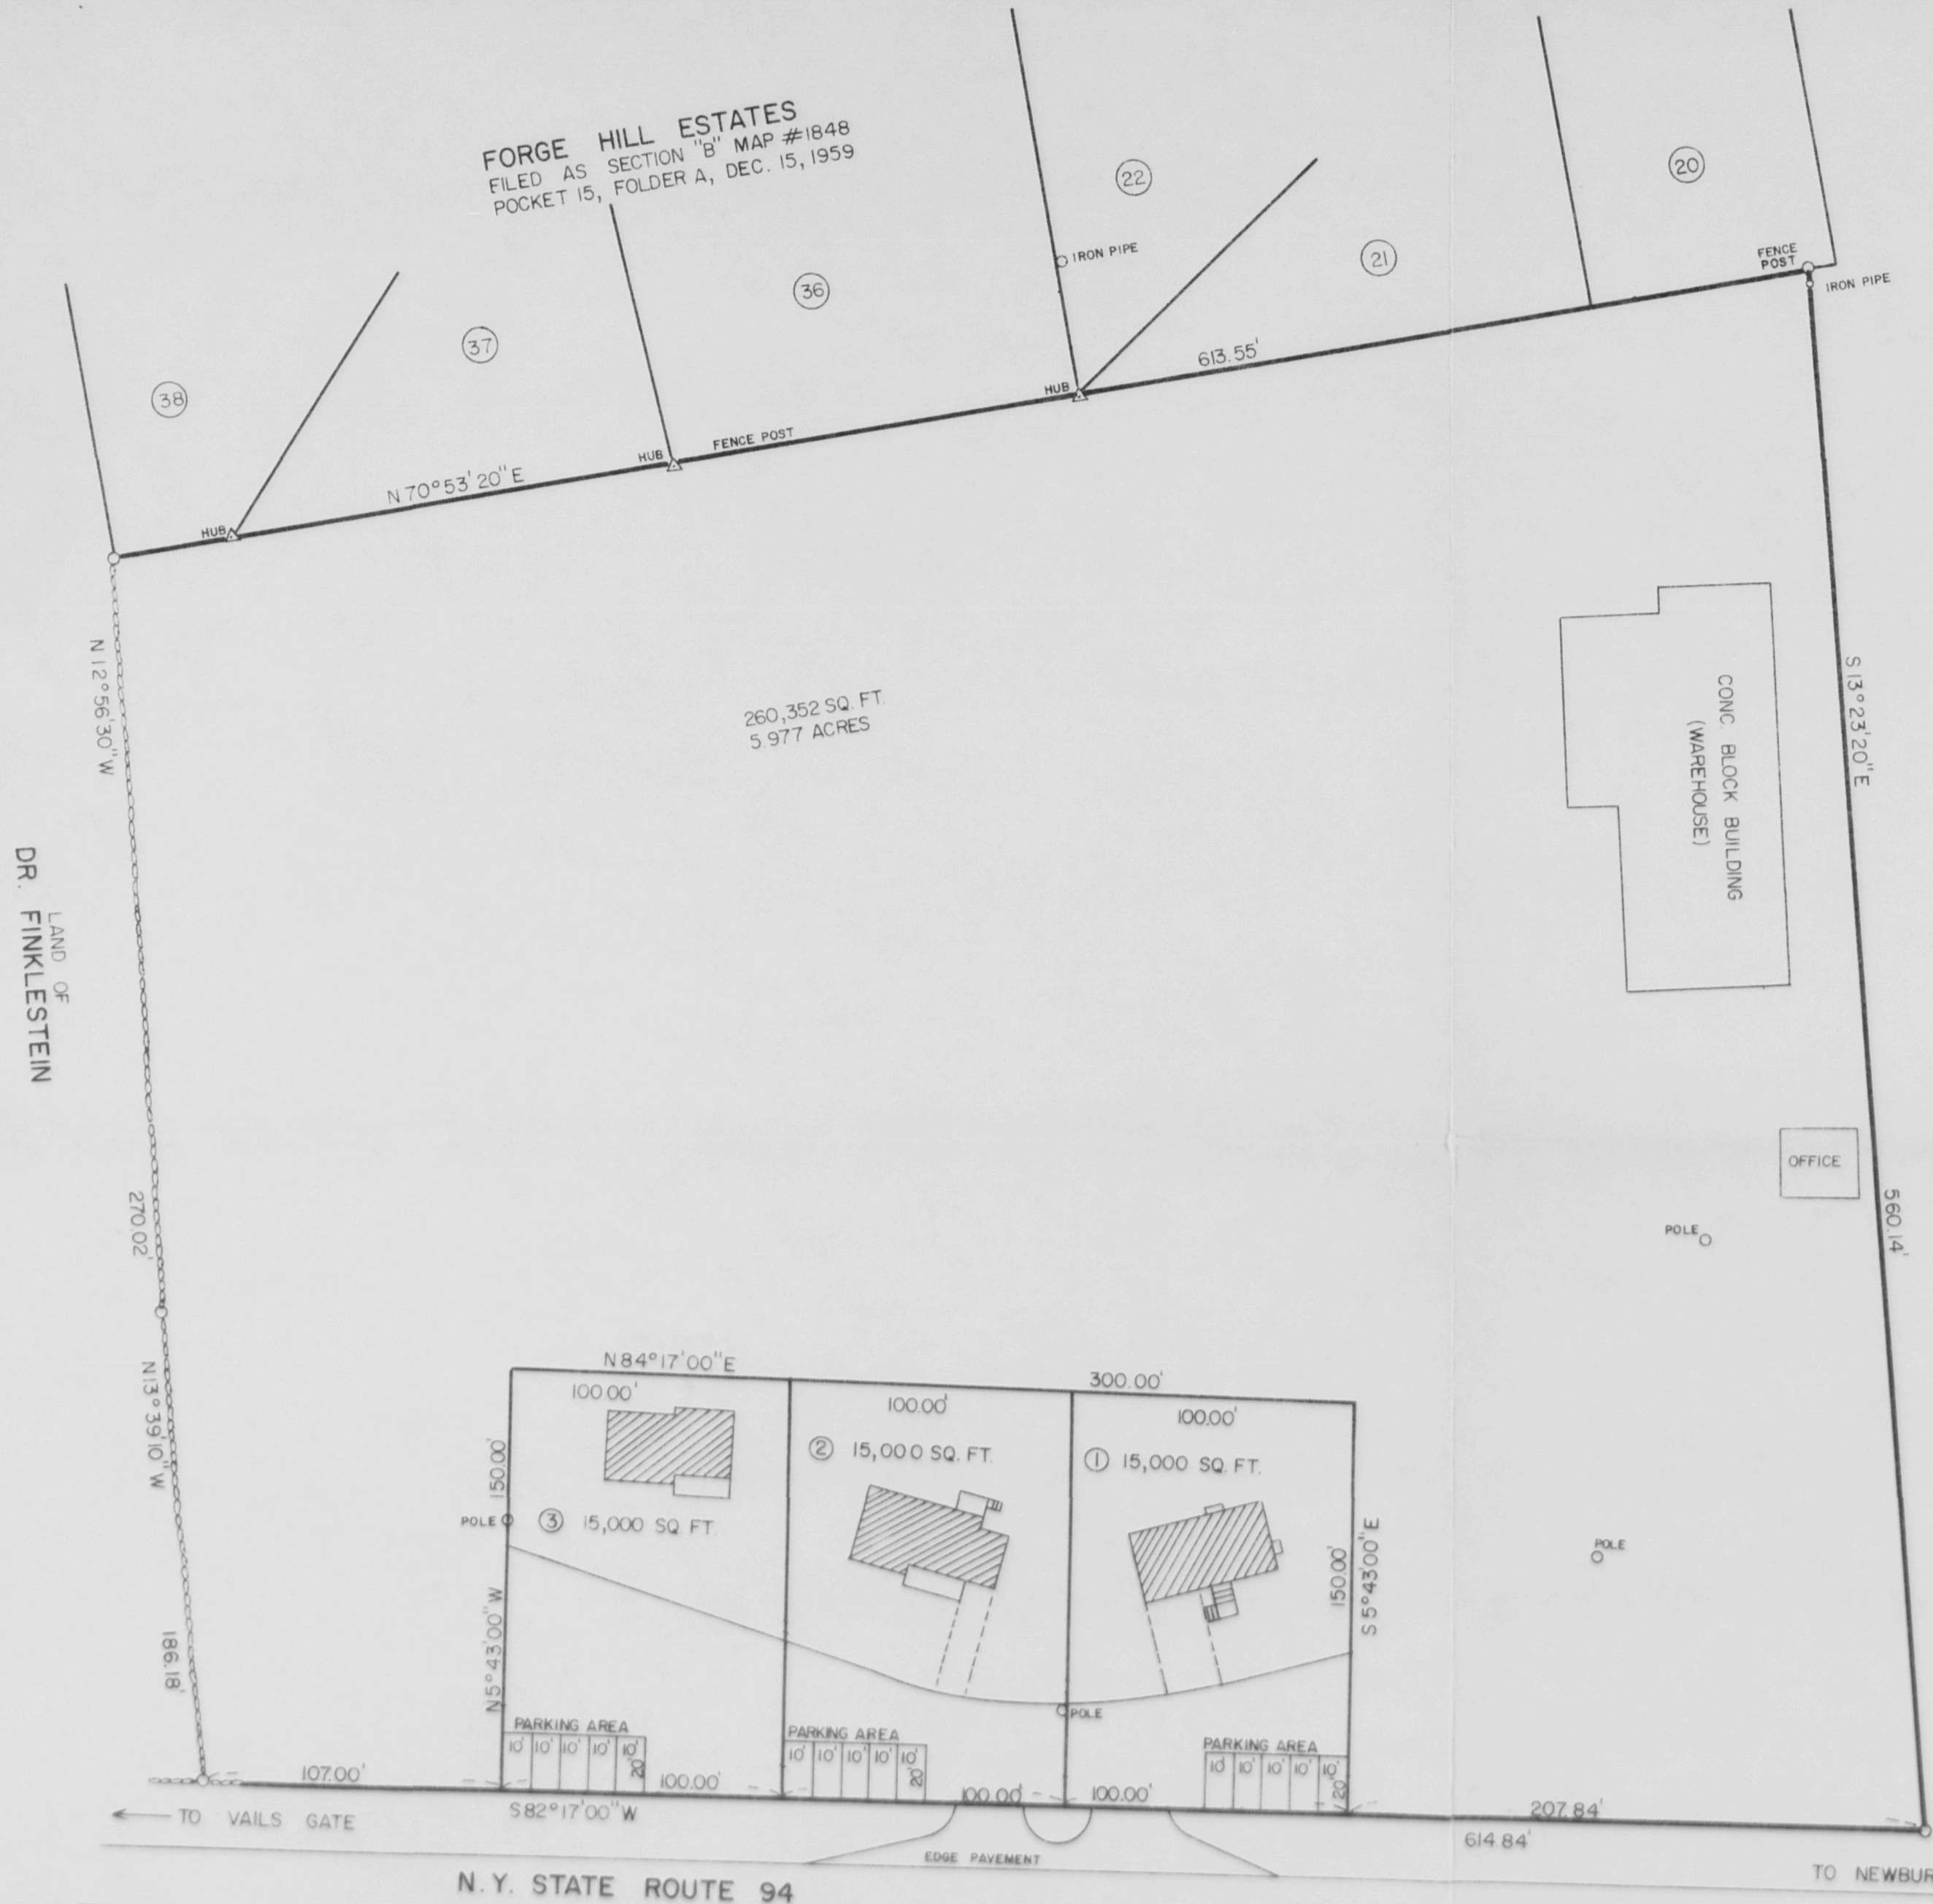 FORGE HILL ESTATES
FILED AS SECTION "B" MAP #1848
POCKET 15, FOLDER A, DEC. 15, 1959
22
20
21
36
37
38
IRON PIPE
FENCE
POST
IRON PIPE
613.55'
HUB
FENCE POST
HUB
N 70°53'20" E
HUB
N 12°56'30" W
270.02'
N 13°39'10" W
186.18'
LAND OF
DR. FINKLESTEIN
260,352 SQ. FT.
5.977 ACRES
CONC. BLOCK BUILDING
(WAREHOUSE)
S 13°23'20" E
560.14'
OFFICE
POLE
POLE
N 84°17'00" E
300.00'
100.00'
100.00'
100.00'
150.00'
② 15,000 SQ. FT.
① 15,000 SQ. FT.
POLE
③ 15,000 SQ. FT.
N 5°43'00" W
150.00'
S 5°43'00" E
POLE
PARKING AREA
10' 10' 10' 10' 10'
20'
PARKING AREA
10' 10' 10' 10' 10'
20'
PARKING AREA
10' 10' 10' 10' 10'
20'
107.00'
100.00'
100.00'
100.00'
207.84'
S 82°17'00" W
614.84'
TO VAILS GATE
EDGE PAVEMENT
TO NEWBUR
N.Y. STATE ROUTE 94